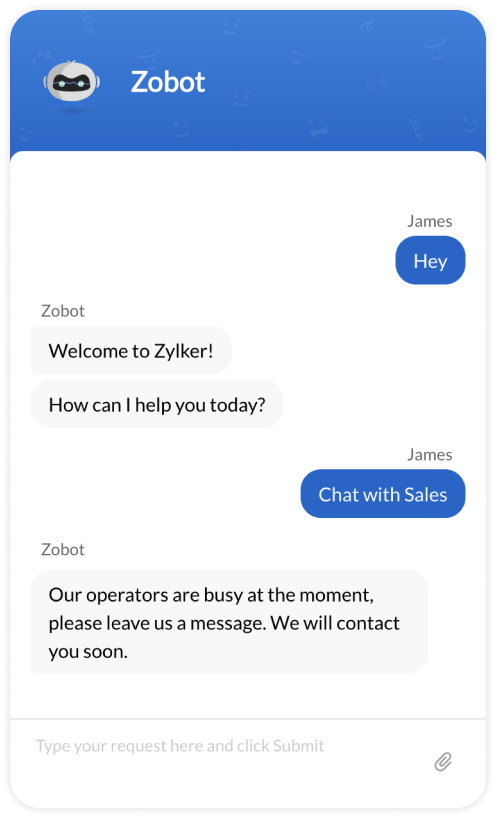 Zobot
James
Hey
Zobot
Welcome to Zylker!
How can I help you today?
James
Chat with Sales
Zobot
Our operators are busy at the moment,
please leave us a message. We will contact
you soon.
Type your request here and click Submit